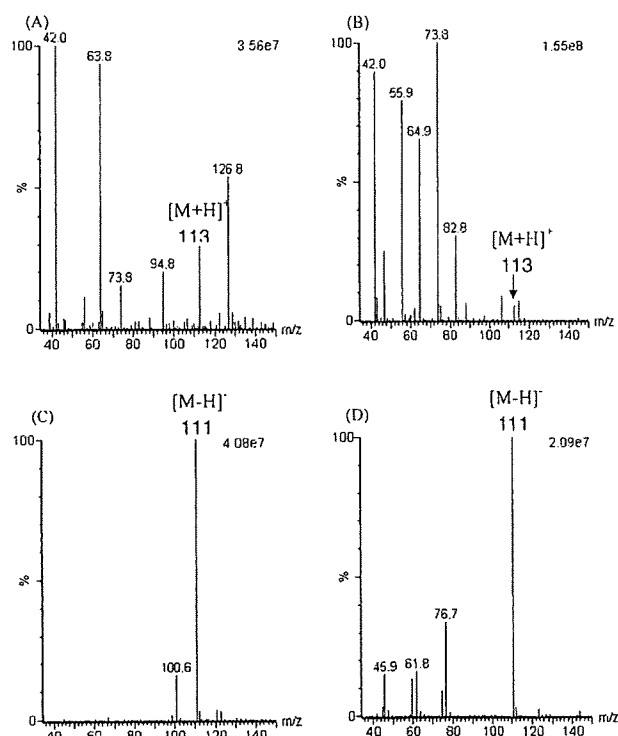 (A)
100
42.0
63.8
3.56e7
126.8
[M+H]+
113
94.8
73.8
%
0
40 60 80 100 120 140 m/z
(B)
100
73.8
1.55e8
42.0
55.9
64.9
82.8
[M+H]+
113
%
0
40 60 80 100 120 140 m/z
(C)
[M-H]-
111
100
4.08e7
100.6
%
0
40 60 80 100 120 140 m/z
(D)
[M-H]-
111
100
2.09e7
76.7
45.9
61.8
%
0
40 60 80 100 120 140 m/z